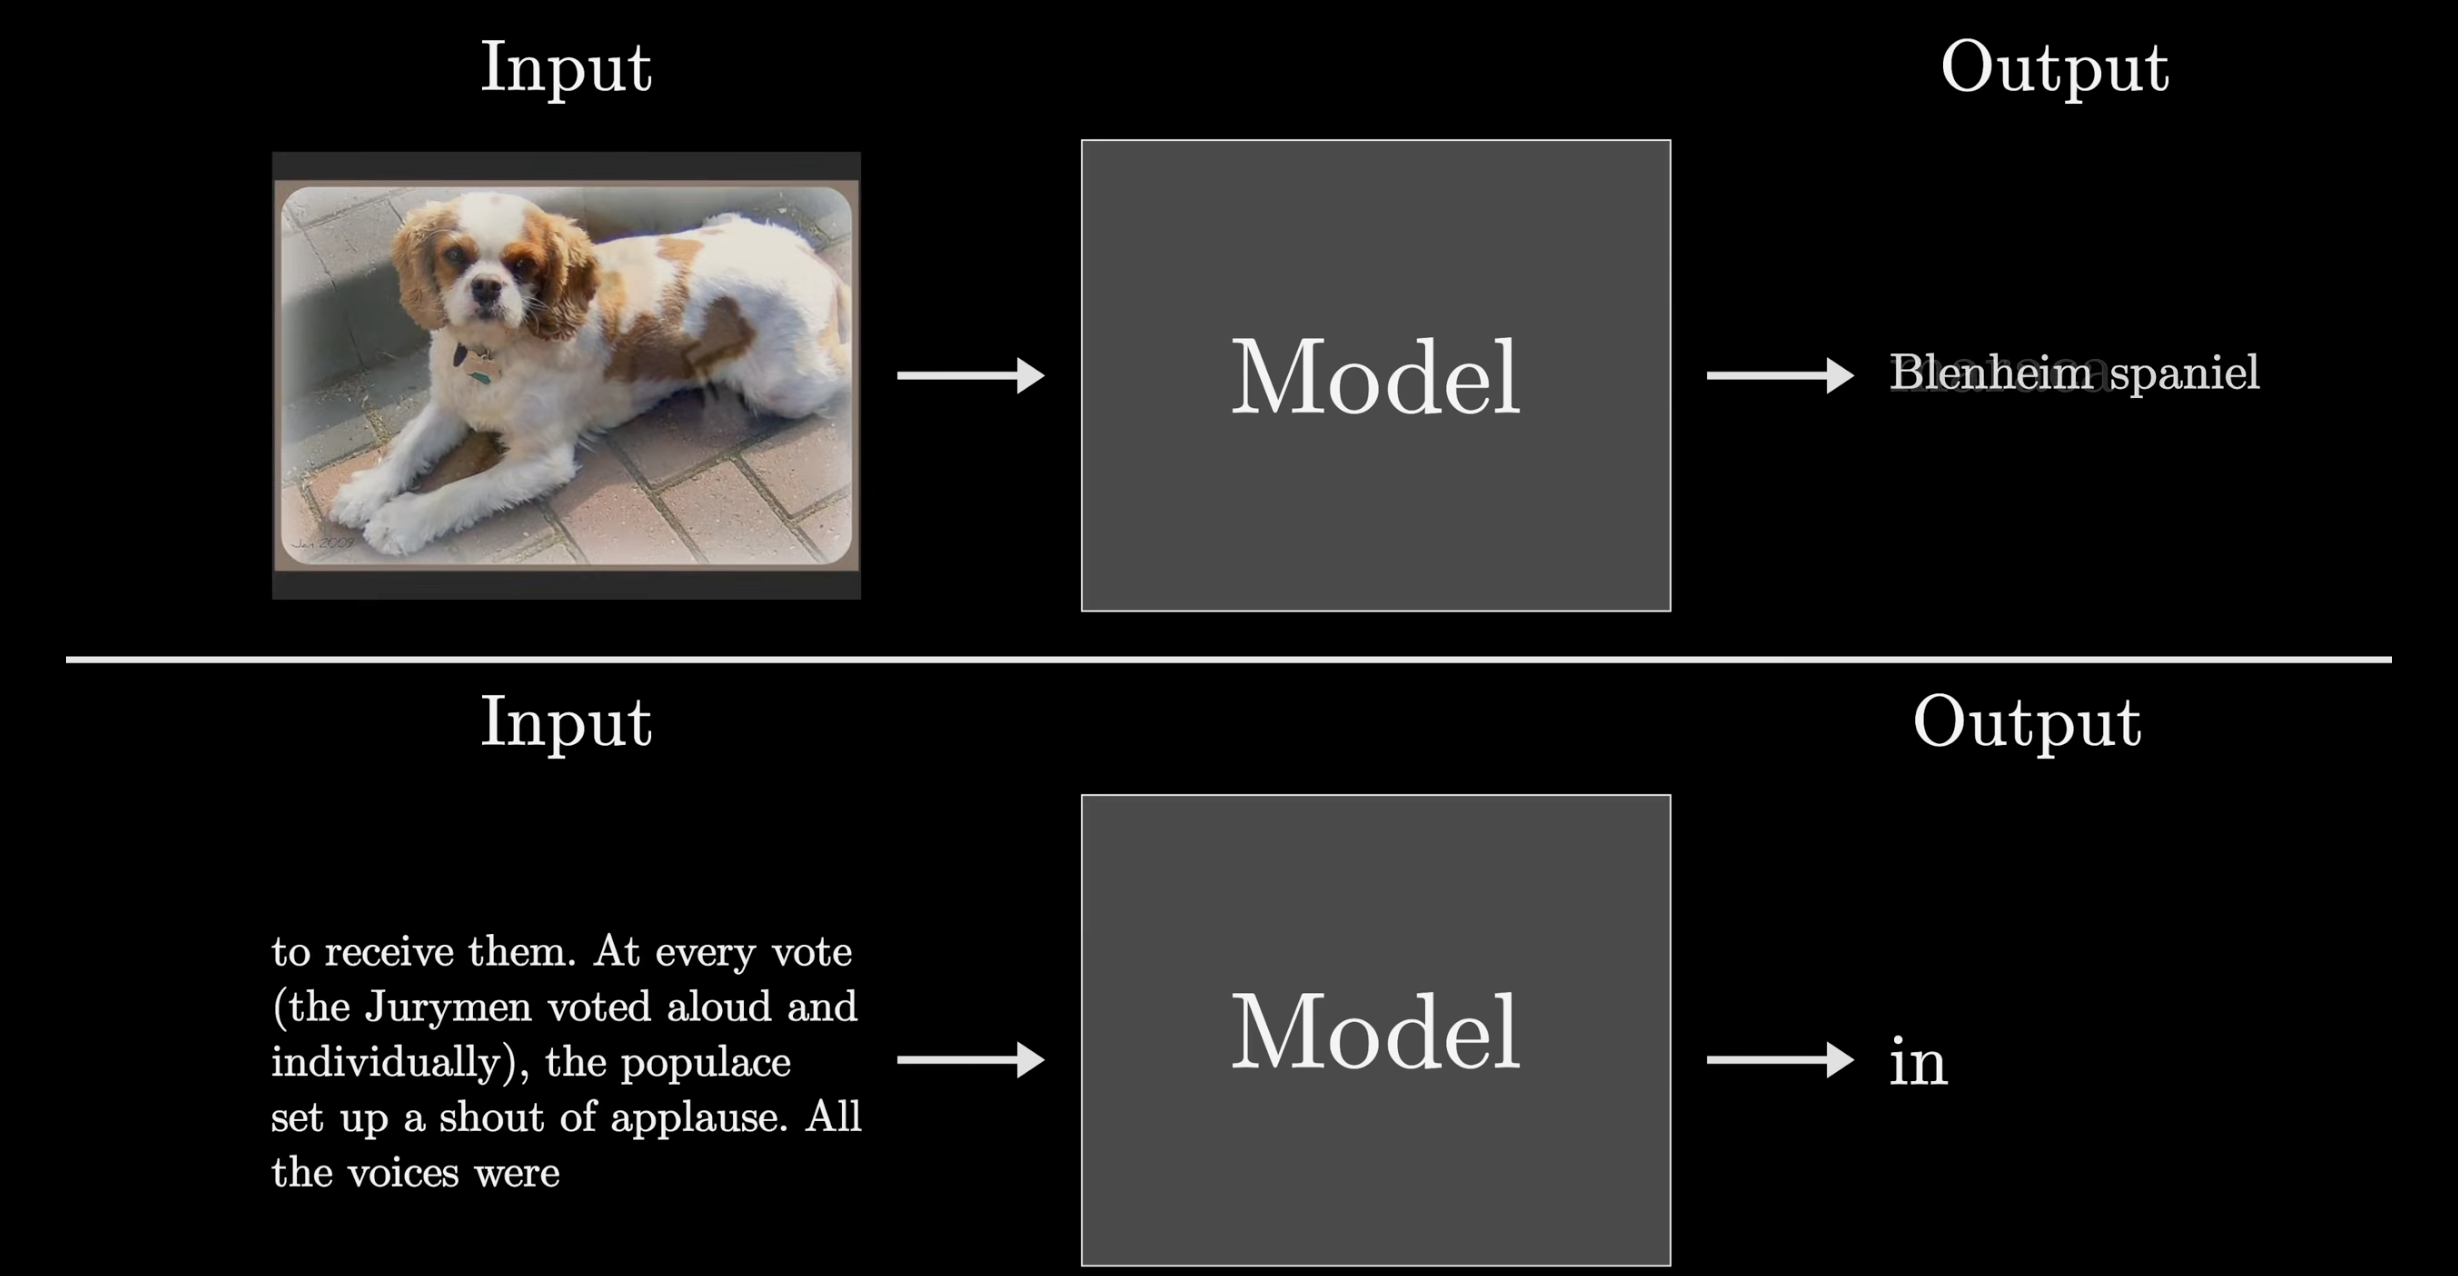 Input
Output
Jan 2009
Model
Blenheim spaniel
Input
Output
to receive them. At every vote
(the Jurymen voted aloud and
individually), the populace
set up a shout of applause. All
the voices were
Model
in